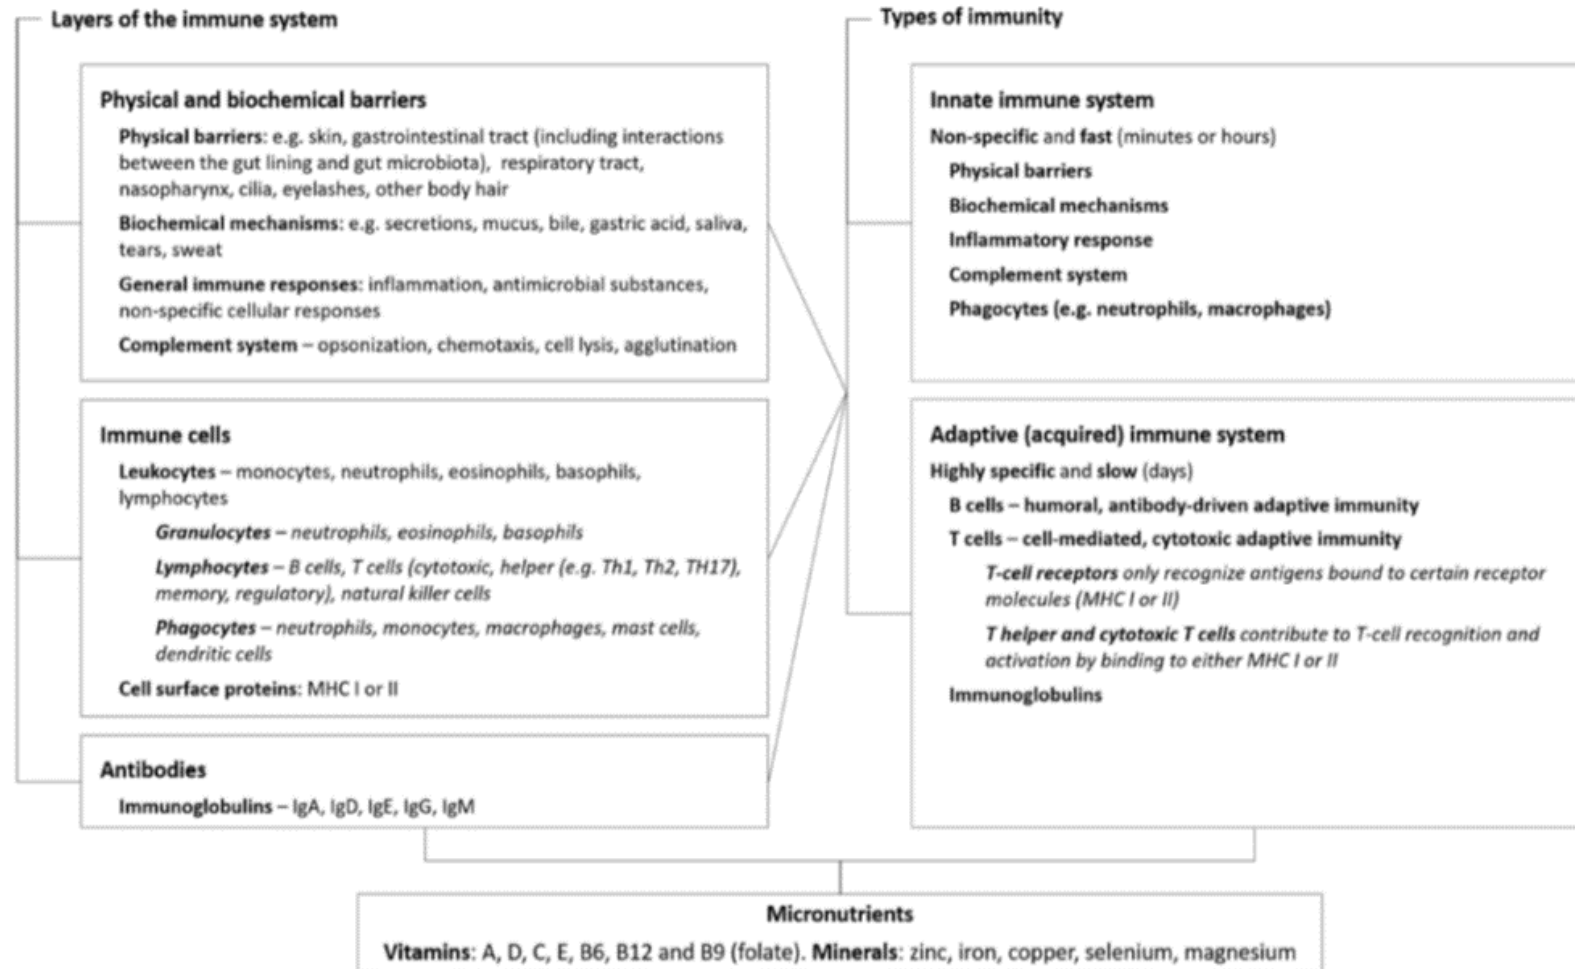 Layers of the immune system
Physical and biochemical barriers
Physical barriers: e.g. skin, gastrointestinal tract (including interactions
between the gut lining and gut microbiota),  respiratory tract,
nasopharynx, cilia, eyelashes, other body hair
Biochemical mechanisms: e.g. secretions, mucus, bile, gastric acid, saliva,
tears, sweat
General immune responses: inflammation, antimicrobial substances,
non-specific cellular responses
Complement system – opsonization, chemotaxis, cell lysis, agglutination
Immune cells
Leukocytes – monocytes, neutrophils, eosinophils, basophils,
lymphocytes
Granulocytes – neutrophils, eosinophils, basophils
Lymphocytes – B cells, T cells (cytotoxic, helper (e.g. Th1, Th2, TH17),
memory, regulatory), natural killer cells
Phagocytes – neutrophils, monocytes, macrophages, mast cells,
dendritic cells
Cell surface proteins: MHC I or II
Antibodies
Immunoglobulins – IgA, IgD, IgE, IgG, IgM
Types of immunity
Innate immune system
Non-specific and fast (minutes or hours)
Physical barriers
Biochemical mechanisms
Inflammatory response
Complement system
Phagocytes (e.g. neutrophils, macrophages)
Adaptive (acquired) immune system
Highly specific and slow (days)
B cells – humoral, antibody-driven adaptive immunity
T cells – cell-mediated, cytotoxic adaptive immunity
T-cell receptors only recognize antigens bound to certain receptor
molecules (MHC I or II)
T helper and cytotoxic T cells contribute to T-cell recognition and
activation by binding to either MHC I or II
Immunoglobulins
Micronutrients
Vitamins: A, D, C, E, B6, B12 and B9 (folate). Minerals: zinc, iron, copper, selenium, magnesium